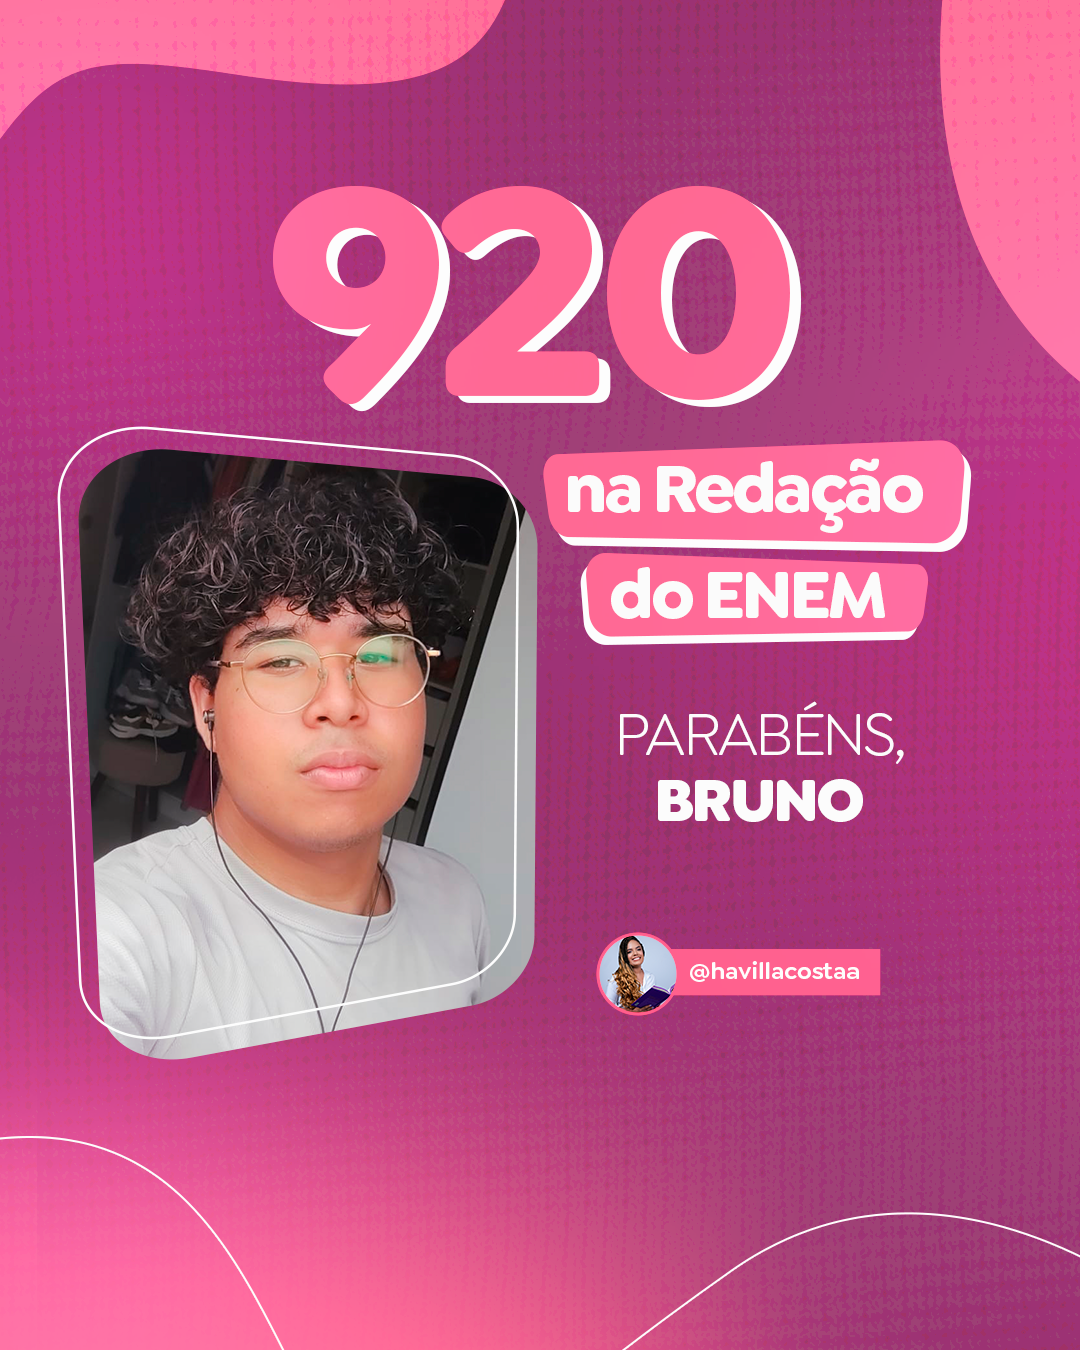 920
na Redação
do ENEM
PARABÉNS,
BRUNO
@havillacostaa